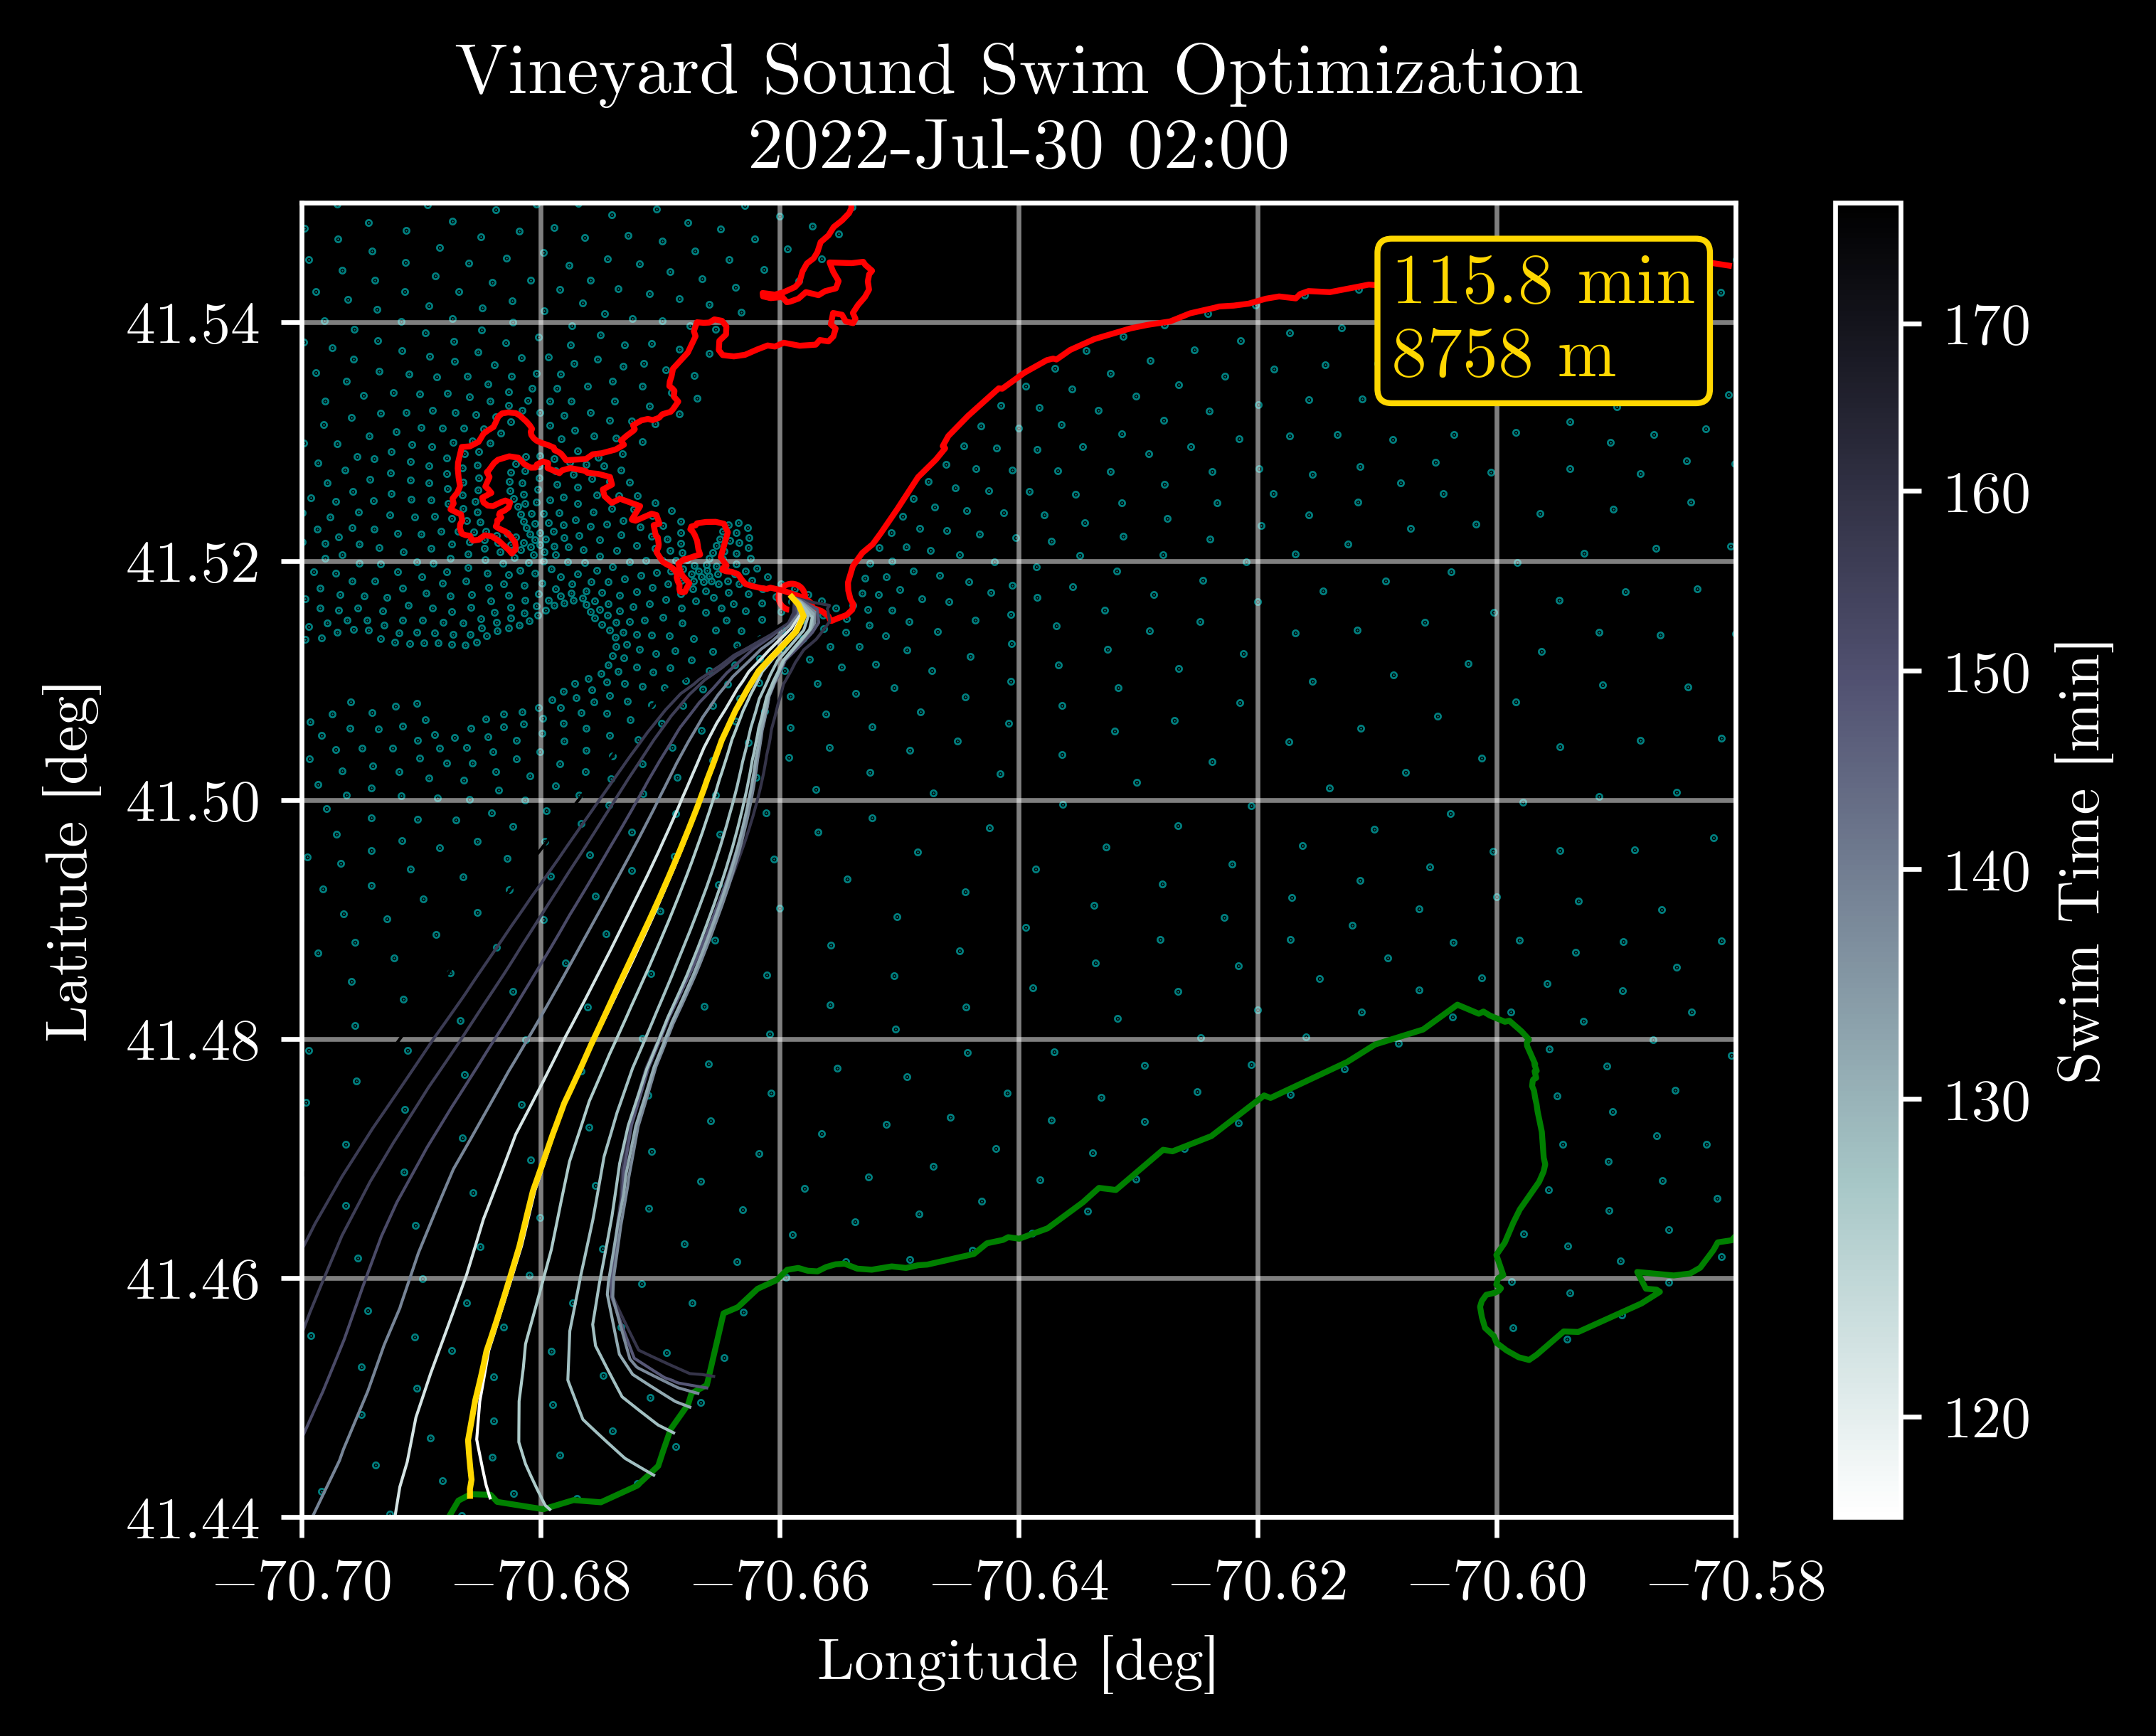 Vineyard Sound Swim Optimization
2022-Jul-30 02:00
115.8 min
8758 m
Latitude [deg]
41.54
41.52
41.50
41.48
41.46
41.44
−70.70
−70.68
−70.66
−70.64
−70.62
−70.60
−70.58
Longitude [deg]
170
160
150
140
130
120
Swim Time [min]